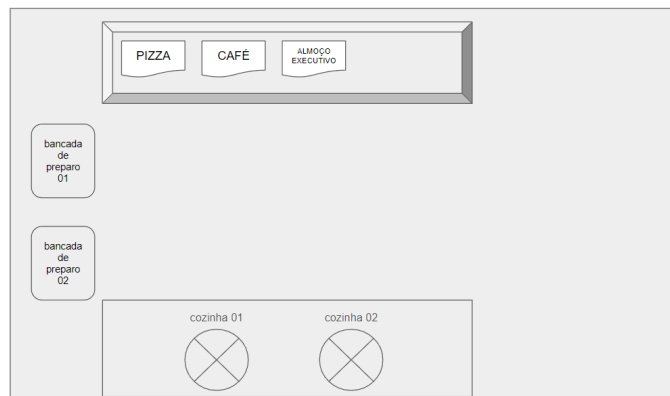 PIZZA
CAFÉ
ALMOÇO
EXECUTIVO
bancada
de
preparo
01
bancada
de
preparo
02
cozinha 01
cozinha 02